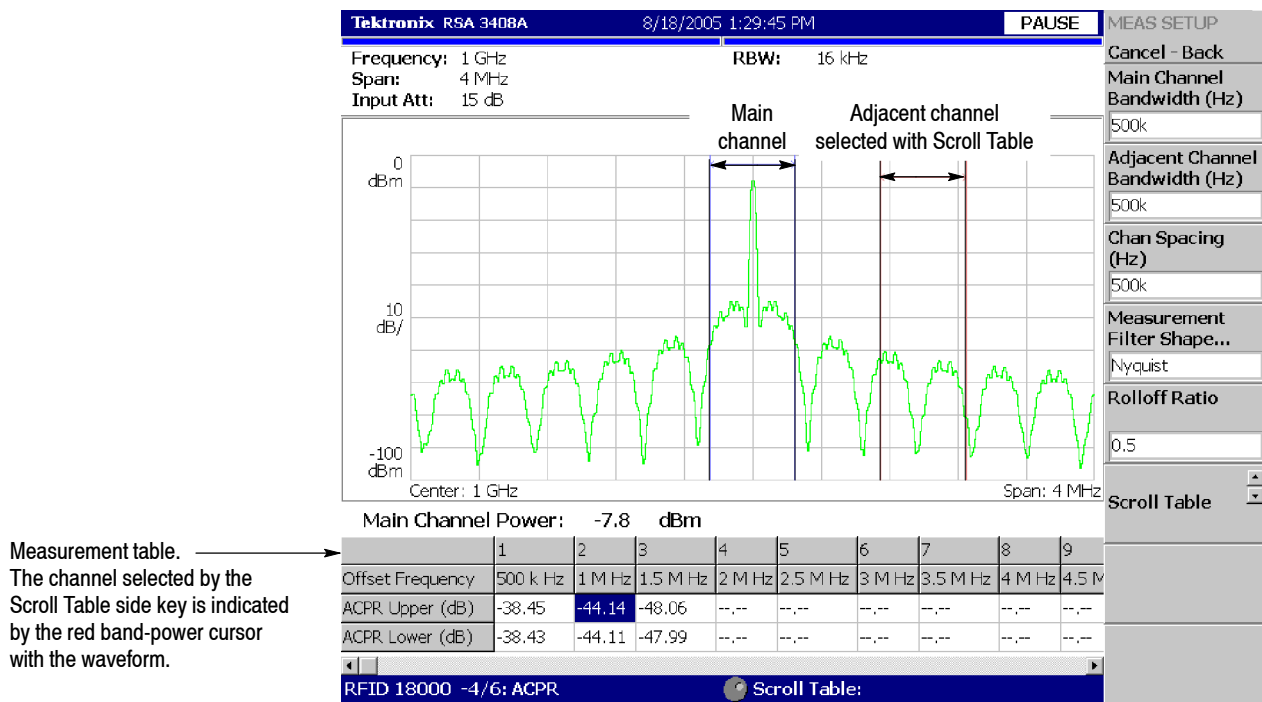 Tektronix RSA 3408A 8/18/2005 1:29:45 PM PAUSE
Frequency: 1 GHz RBW: 16 kHz
Span: 4 MHz
Input Att: 15 dB
Main channel
Adjacent channel
selected with Scroll Table
0
dBm
10
dB/
-100
dBm
Center: 1 GHz Span: 4 MHz
Main Channel Power: -7.8 dBm
1 2 3 4 5 6 7 8 9
Offset Frequency 500 k Hz 1 M Hz 1.5 M Hz 2 M Hz 2.5 M Hz 3 M Hz 3.5 M Hz 4 M Hz 4.5 M
ACPR Upper (dB) -38.45 -44.14 -48.06 --.-- --.-- --.-- --.-- --.-- --.--
ACPR Lower (dB) -38.43 -44.11 -47.99 --.-- --.-- --.-- --.-- --.-- --.--
RFID 18000 -4/6: ACPR Scroll Table:
MEAS SETUP
Cancel - Back
Main Channel
Bandwidth (Hz)
500k
Adjacent Channel
Bandwidth (Hz)
500k
Chan Spacing
(Hz)
500k
Measurement
Filter Shape...
Nyquist
Rolloff Ratio
0.5
Scroll Table
Measurement table.
The channel selected by the
Scroll Table side key is indicated
by the red band-power cursor
with the waveform.